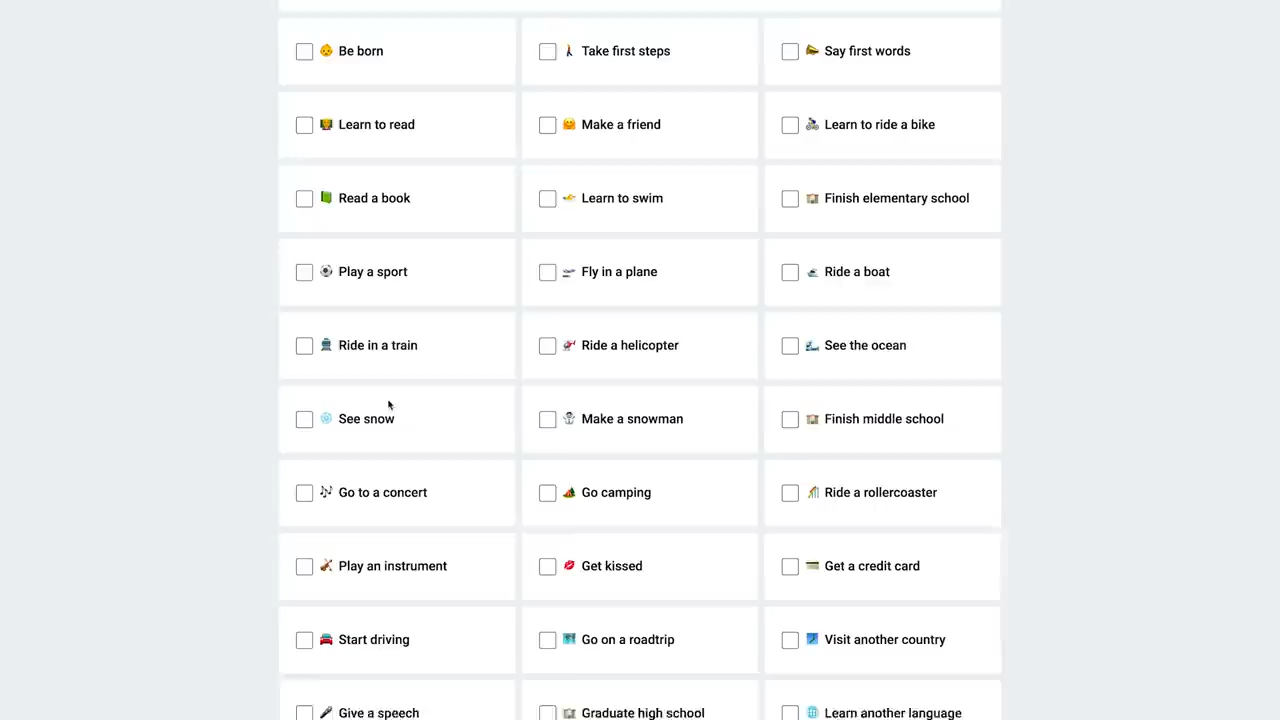 Be born
Take first steps
Say first words
Learn to read
Make a friend
Learn to ride a bike
Read a book
Learn to swim
Finish elementary school
Play a sport
Fly in a plane
Ride a boat
Ride in a train
Ride a helicopter
See the ocean
See snow
Make a snowman
Finish middle school
Go to a concert
Go camping
Ride a rollercoaster
Play an instrument
Get kissed
Get a credit card
Start driving
Go on a roadtrip
Visit another country
Give a speech
Graduate high school
Learn another language